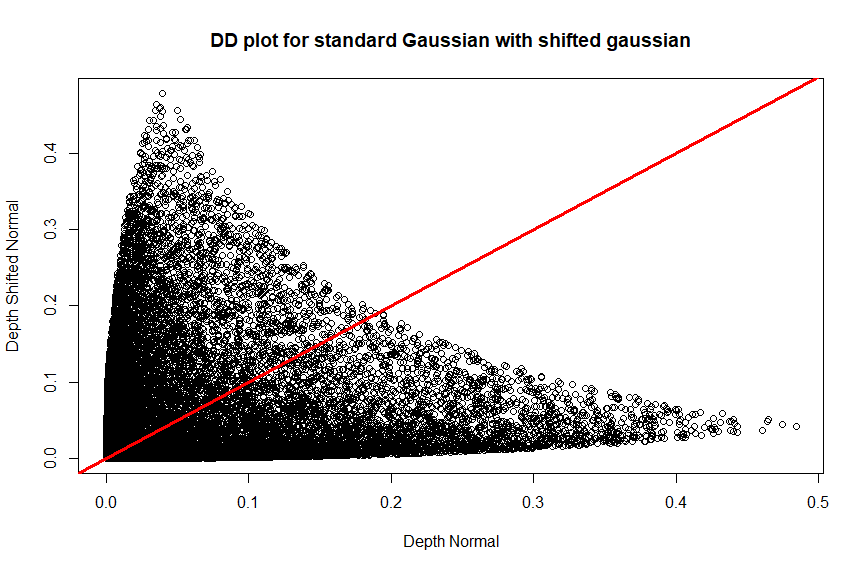 DD plot for standard Gaussian with shifted gaussian
Depth Shifted Normal
0.4
0.3
0.2
0.1
0.0
0.0 0.1 0.2 0.3 0.4 0.5
Depth Normal